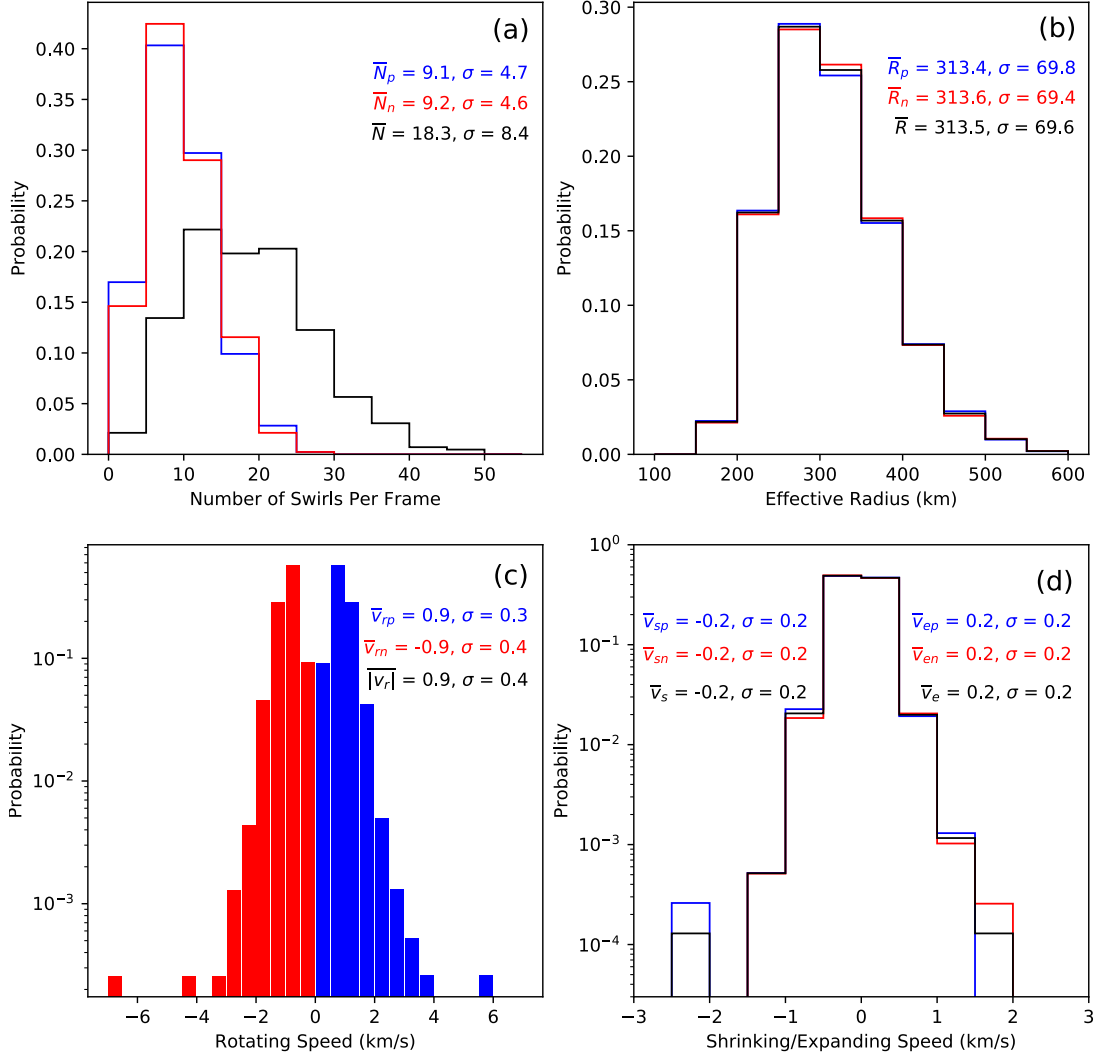 (a)
N̅p = 9.1, σ = 4.7
N̅n = 9.2, σ = 4.6
N̅ = 18.3, σ = 8.4
Probability
0.40
0.35
0.30
0.25
0.20
0.15
0.10
0.05
0.00
0 10 20 30 40 50
Number of Swirls Per Frame
(b)
R̅p = 313.4, σ = 69.8
R̅n = 313.6, σ = 69.4
R̅ = 313.5, σ = 69.6
Probability
0.30
0.25
0.20
0.15
0.10
0.05
0.00
100 200 300 400 500 600
Effective Radius (km)
(c)
v̅rp = 0.9, σ = 0.3
v̅rn = -0.9, σ = 0.4
|v̅r| = 0.9, σ = 0.4
Probability
10⁻¹
10⁻²
10⁻³
−6 −4 −2 0 2 4 6
Rotating Speed (km/s)
(d)
v̅sp = -0.2, σ = 0.2 v̅ep = 0.2, σ = 0.2
v̅sn = -0.2, σ = 0.2 v̅en = 0.2, σ = 0.2
v̅s = -0.2, σ = 0.2 v̅e = 0.2, σ = 0.2
Probability
10⁰
10⁻¹
10⁻²
10⁻³
10⁻⁴
−3 −2 −1 0 1 2 3
Shrinking/Expanding Speed (km/s)